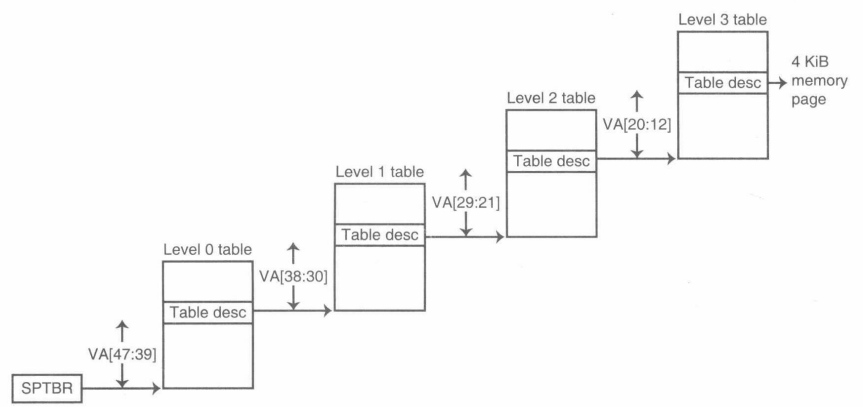 Level 3 table
4 KiB
memory
page
Table desc
Level 2 table
VA[20:12]
Table desc
Level 1 table
VA[29:21]
Table desc
Level 0 table
VA[38:30]
Table desc
VA[47:39]
SPTBR